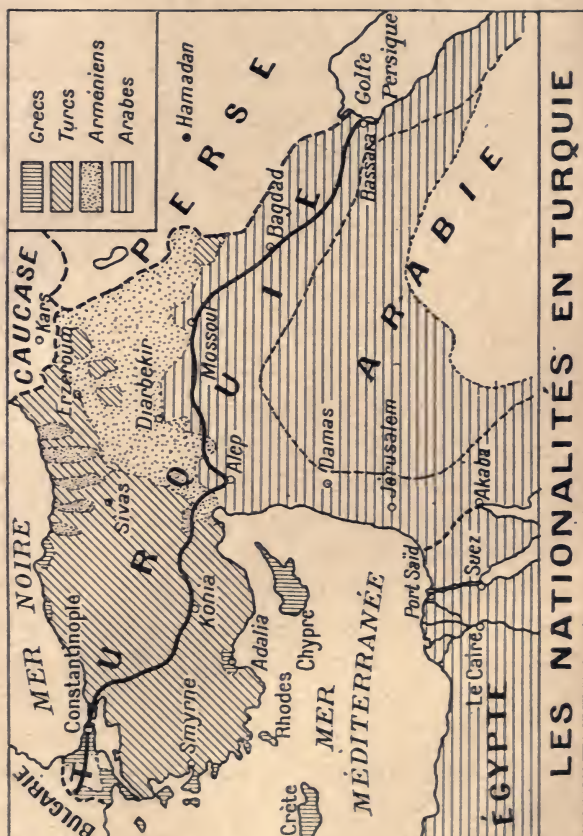 Grecs
Turcs
Arméniens
Arabes
MER NOIRE
CAUCASE
Kars
Erzeroum
PERSE
Hamadan
BULGARIE
Constantinople
Sivas
Diarbékir
Mossoul
Bagdad
Golfe
Persique
Bassara
TURQUIE
Smyrne
Konia
Adalia
Alep
Rhodes
Chypre
Crète
MER
MÉDITERRANÉE
Damas
Jérusalem
ARABIE
Port Saïd
Suez
Akaba
Le Caire
ÉGYPTE
LES NATIONALITÉS EN TURQUIE